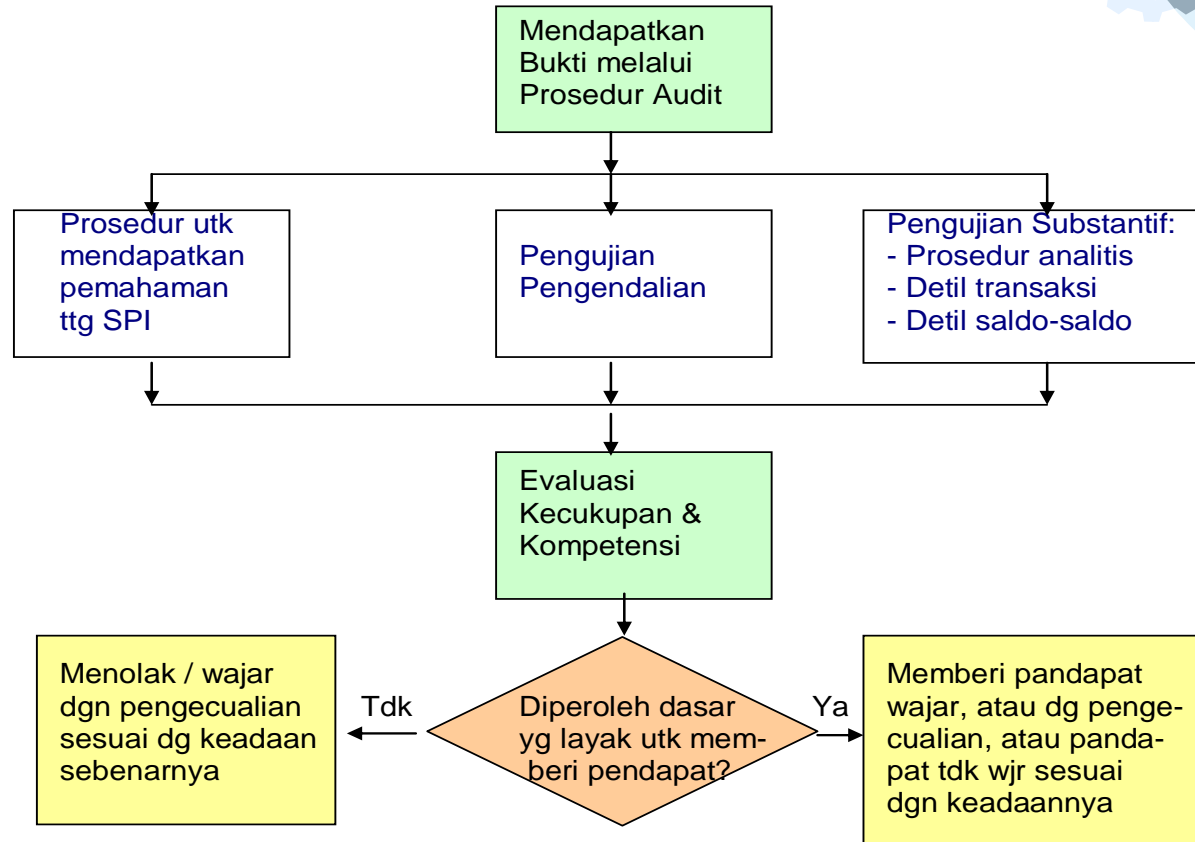 Mendapatkan
Bukti melalui
Prosedur Audit
Prosedur utk
mendapatkan
pemahaman
ttg SPI
Pengujian
Pengendalian
Pengujian Substantif:
- Prosedur analitis
- Detil transaksi
- Detil saldo-saldo
Evaluasi
Kecukupan &
Kompetensi
Menolak / wajar
dgn pengecualian
sesuai dg keadaan
sebenarnya
Tdk
Diperoleh dasar
yg layak utk mem-
beri pendapat?
Ya
Memberi pandapat
wajar, atau dg penge-
cualian, atau panda-
pat tdk wjr sesuai
dgn keadaannya